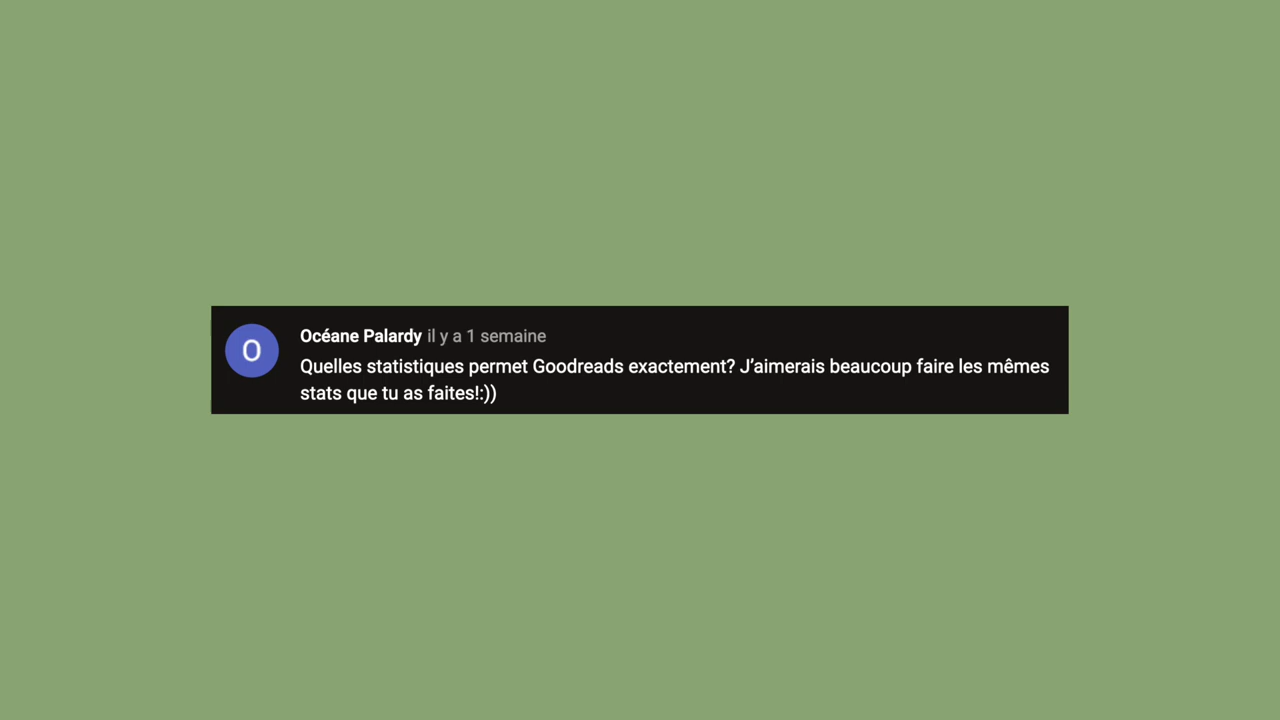 O
Océane Palardy il y a 1 semaine
Quelles statistiques permet Goodreads exactement? J’aimerais beaucoup faire les mêmes
stats que tu as faites!:))